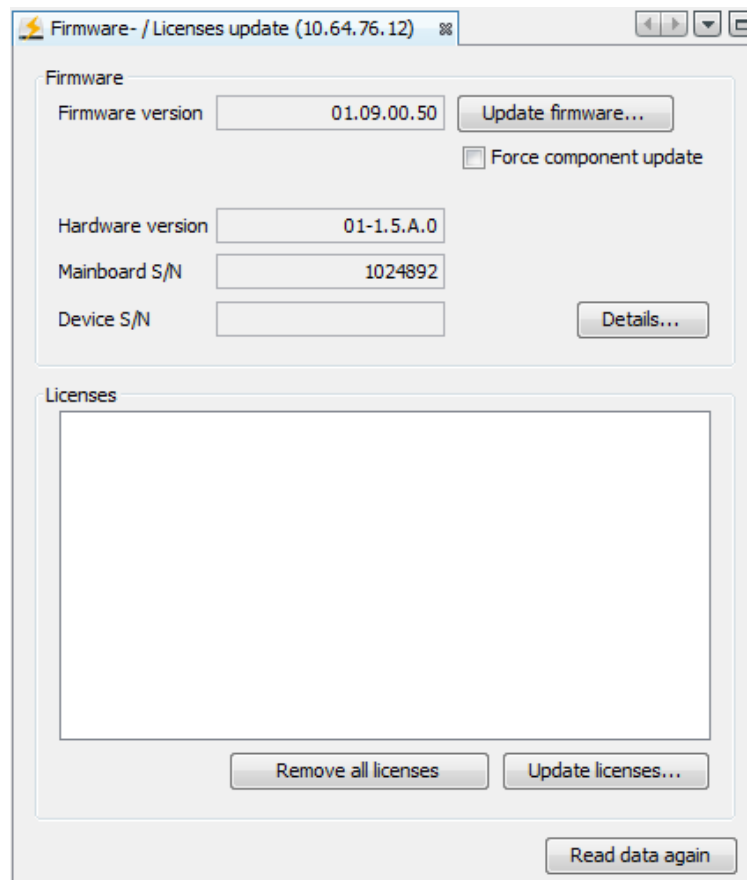 Firmware- / Licenses update (10.64.76.12)
Firmware
Firmware version 01.09.00.50 Update firmware...
Force component update
Hardware version 01-1.5.A.0
Mainboard S/N 1024892
Device S/N Details...
Licenses
Remove all licenses Update licenses...
Read data again